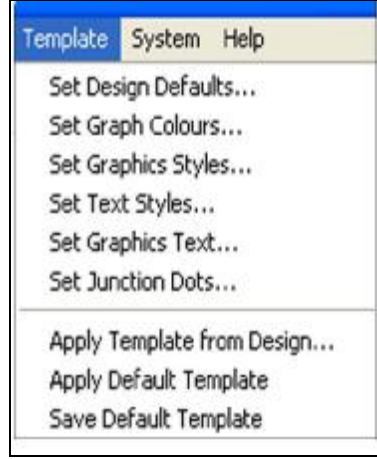 Template System Help
Set Design Defaults...
Set Graph Colours...
Set Graphics Styles...
Set Text Styles...
Set Graphics Text...
Set Junction Dots...
Apply Template from Design...
Apply Default Template
Save Default Template